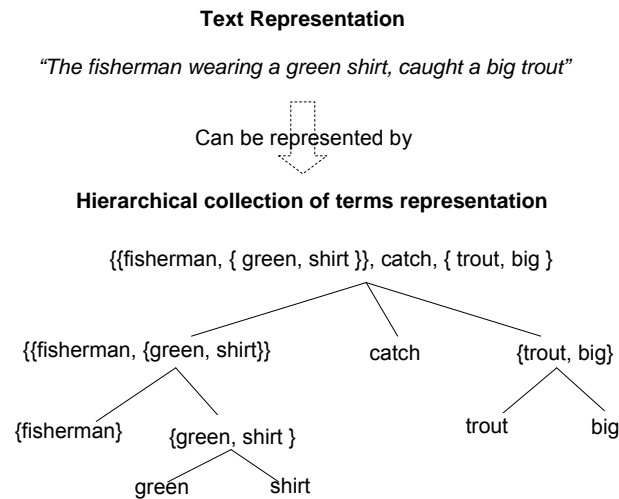 Text Representation
“The fisherman wearing a green shirt, caught a big trout”
Can be represented by
Hierarchical collection of terms representation
{{fisherman, { green, shirt }}, catch, { trout, big }
{{fisherman, {green, shirt}} catch {trout, big}
{fisherman} {green, shirt } trout big
green shirt